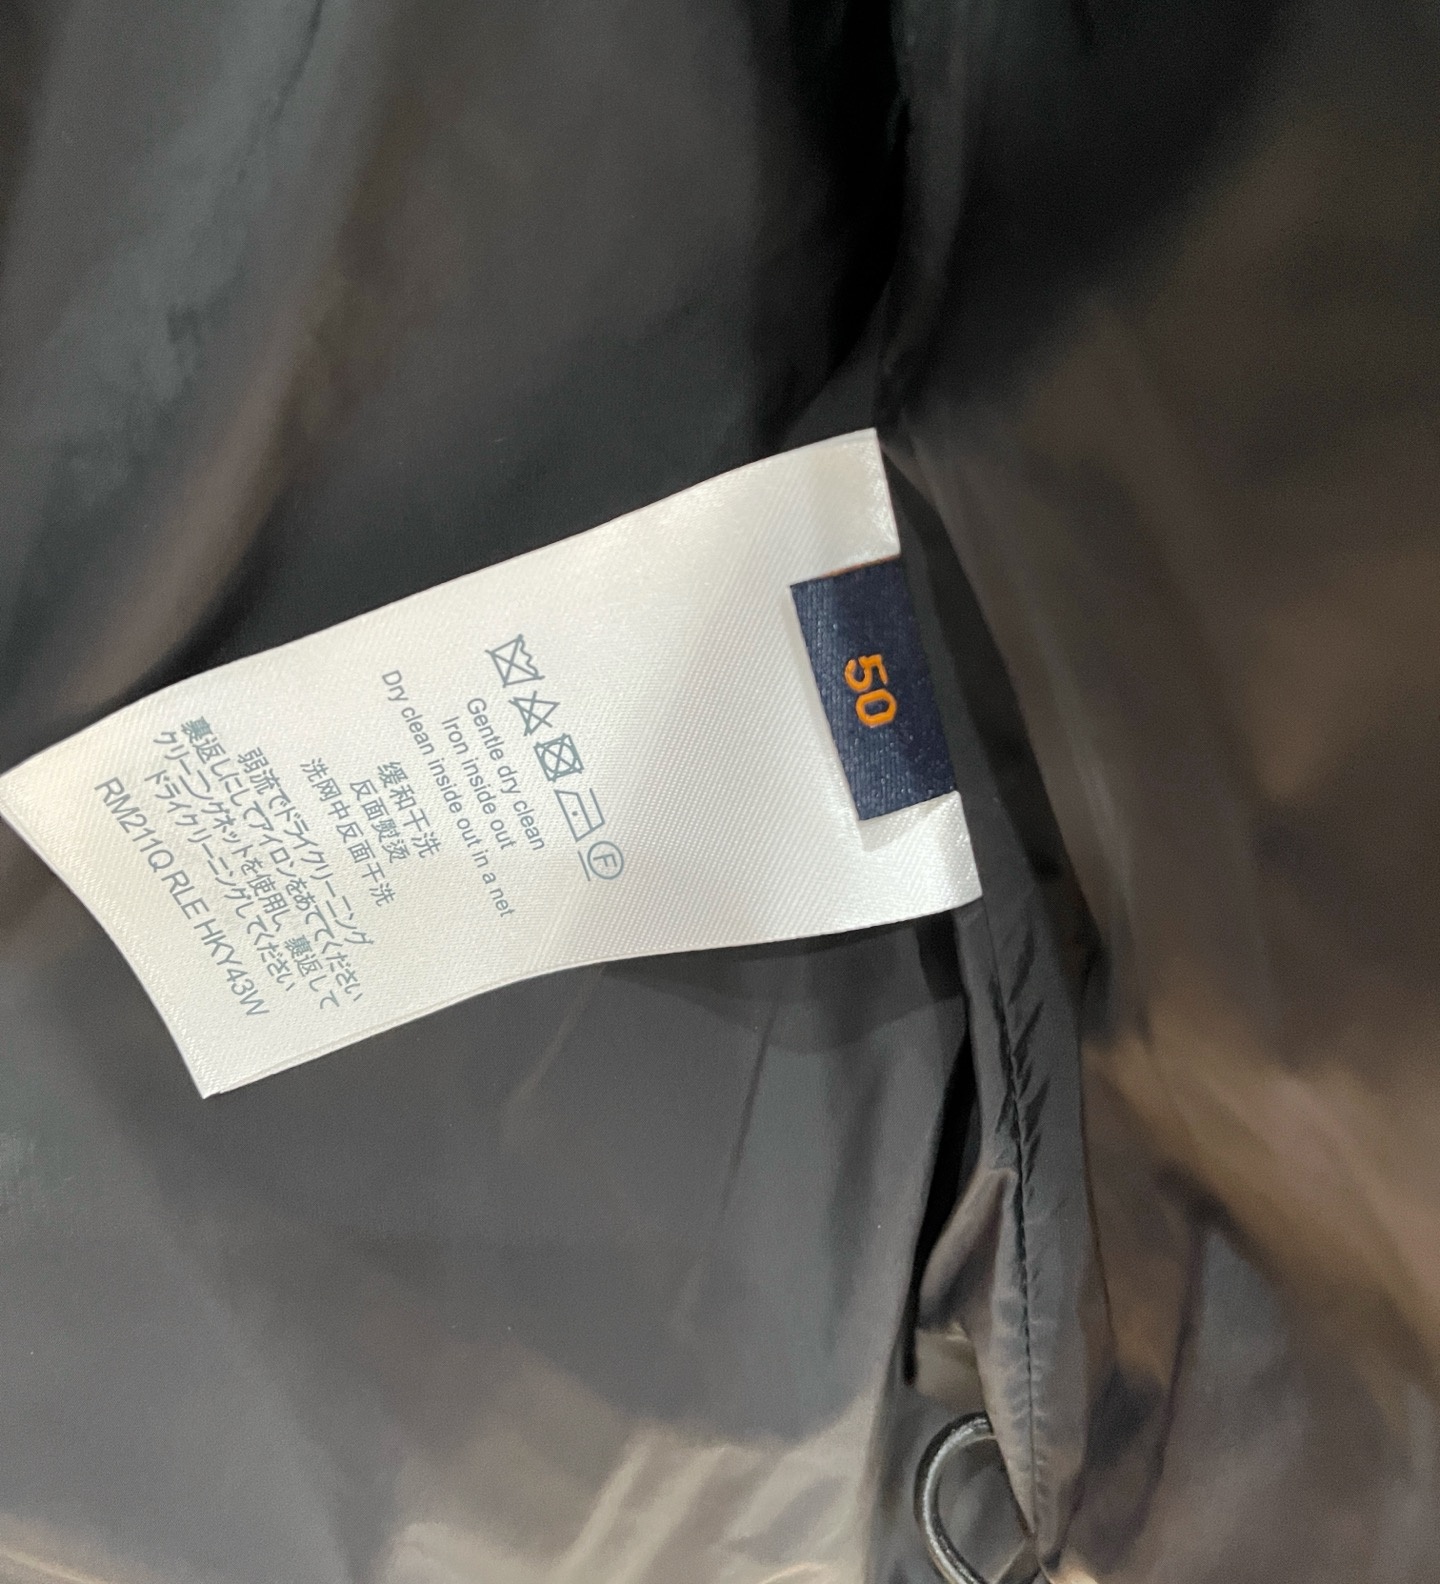 50
Gentle dry clean
Iron inside out
Dry clean inside out in a net
缓和干洗
反面熨烫
洗网中反面干洗
弱流でドライクリーニング
裏返しにしてアイロンをあててください
クリーニングネットを使用し、裏返して
ドライクリーニングしてください
RM211Q RLE HKY43W